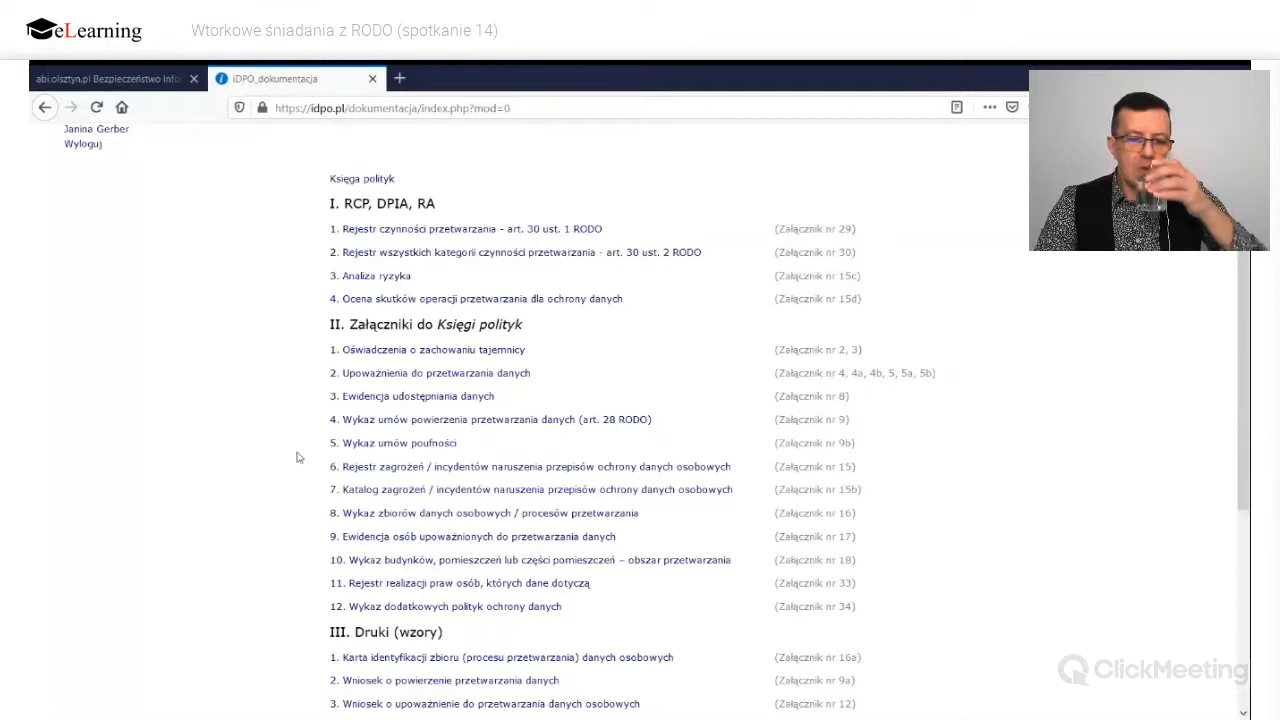 eLearning
Wtorkowe śniadania z RODO (spotkanie 14)
abi.olsztyn.pl Bezpieczeństwo Info
iDPO_dokumentacja
https://idpo.pl/dokumentacja/index.php?mod=0
Janina Gerber
Wyloguj
Księga polityk
I. RCP, DPIA, RA
1. Rejestr czynności przetwarzania - art. 30 ust. 1 RODO (Załącznik nr 29)
2. Rejestr wszystkich kategorii czynności przetwarzania - art. 30 ust. 2 RODO (Załącznik nr 30)
3. Analiza ryzyka (Załącznik nr 15c)
4. Ocena skutków operacji przetwarzania dla ochrony danych (Załącznik nr 15d)
II. Załączniki do Księgi polityk
1. Oświadczenia o zachowaniu tajemnicy (Załącznik nr 2, 3)
2. Upoważnienia do przetwarzania danych (Załącznik nr 4, 4a, 4b, 5, 5a, 5b)
3. Ewidencja udostępniania danych (Załącznik nr 8)
4. Wykaz umów powierzenia przetwarzania danych (art. 28 RODO) (Załącznik nr 9)
5. Wykaz umów poufności (Załącznik nr 9b)
6. Rejestr zagrożeń / incydentów naruszenia przepisów ochrony danych osobowych (Załącznik nr 15)
7. Katalog zagrożeń / incydentów naruszenia przepisów ochrony danych osobowych (Załącznik nr 15b)
8. Wykaz zbiorów danych osobowych / procesów przetwarzania (Załącznik nr 16)
9. Ewidencja osób upoważnionych do przetwarzania danych (Załącznik nr 17)
10. Wykaz budynków, pomieszczeń lub części pomieszczeń – obszar przetwarzania (Załącznik nr 18)
11. Rejestr realizacji praw osób, których dane dotyczą (Załącznik nr 33)
12. Wykaz dodatkowych polityk ochrony danych (Załącznik nr 34)
III. Druki (wzory)
1. Karta identyfikacji zbioru (procesu przetwarzania) danych osobowych (Załącznik nr 16a)
2. Wniosek o powierzenie przetwarzania danych (Załącznik nr 9a)
3. Wniosek o upoważnienie do przetwarzania danych osobowych (Załącznik nr 12)
ClickMeeting